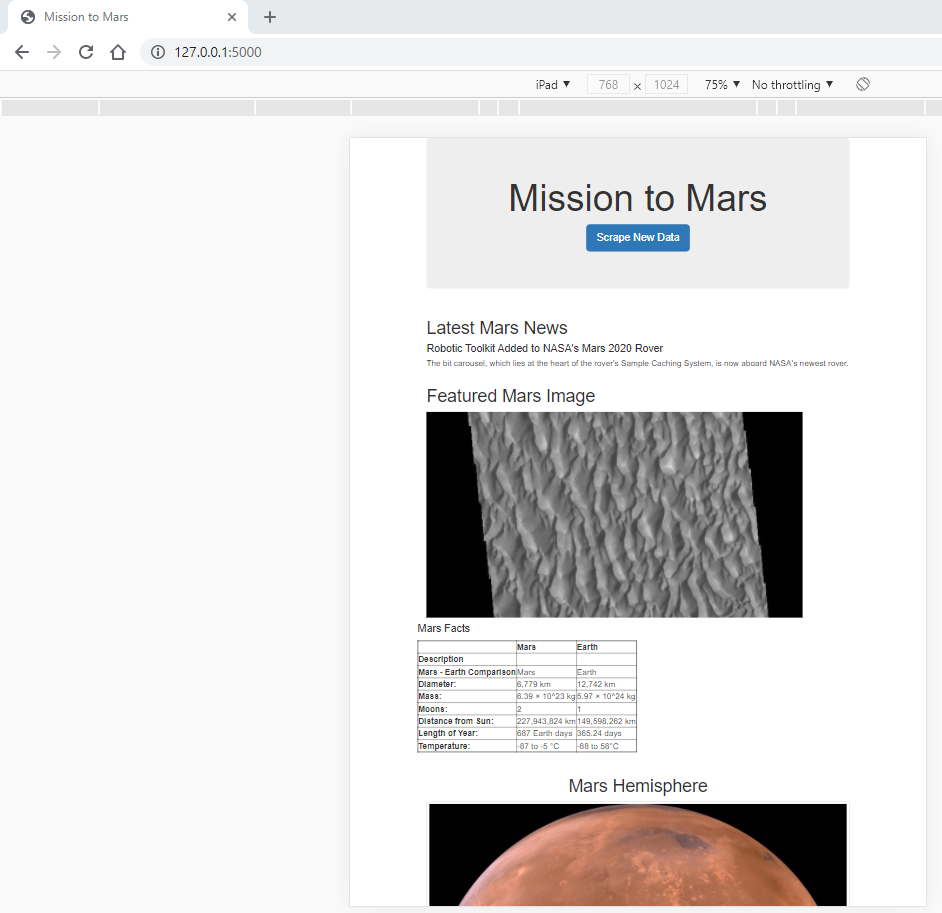 Mission to Mars
127.0.0.1:5000
iPad ▼ 768 × 1024 75% ▼ No throttling ▼
Mission to Mars
Scrape New Data
Latest Mars News
Robotic Toolkit Added to NASA's Mars 2020 Rover
The bit carousel, which lies at the heart of the rover's Sample Caching System, is now aboard NASA's newest rover.
Featured Mars Image
Mars Facts
Mars Earth
Description
Mars - Earth Comparison Mars Earth
Diameter: 6,779 km 12,742 km
Mass: 6.39 × 10^23 kg 5.97 × 10^24 kg
Moons: 2 1
Distance from Sun: 227,943,824 km 149,598,262 km
Length of Year: 687 Earth days 365.24 days
Temperature: -87 to -5 °C -88 to 58°C
Mars Hemisphere